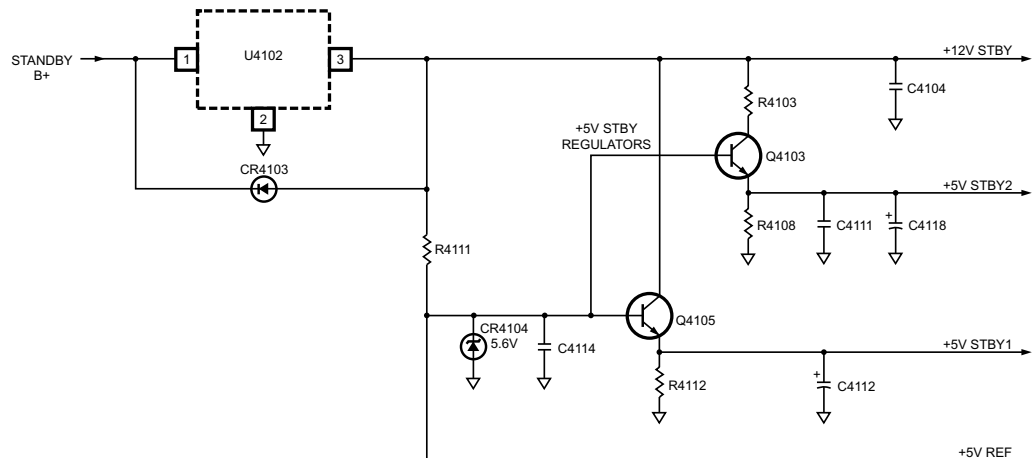 STANDBY
B+
1
U4102
3
2
+12V STBY
R4103
C4104
+5V STBY
REGULATORS
Q4103
CR4103
+5V STBY2
R4108
C4111
+
C4118
R4111
CR4104
5.6V
C4114
Q4105
+5V STBY1
R4112
+
C4112
+5V REF